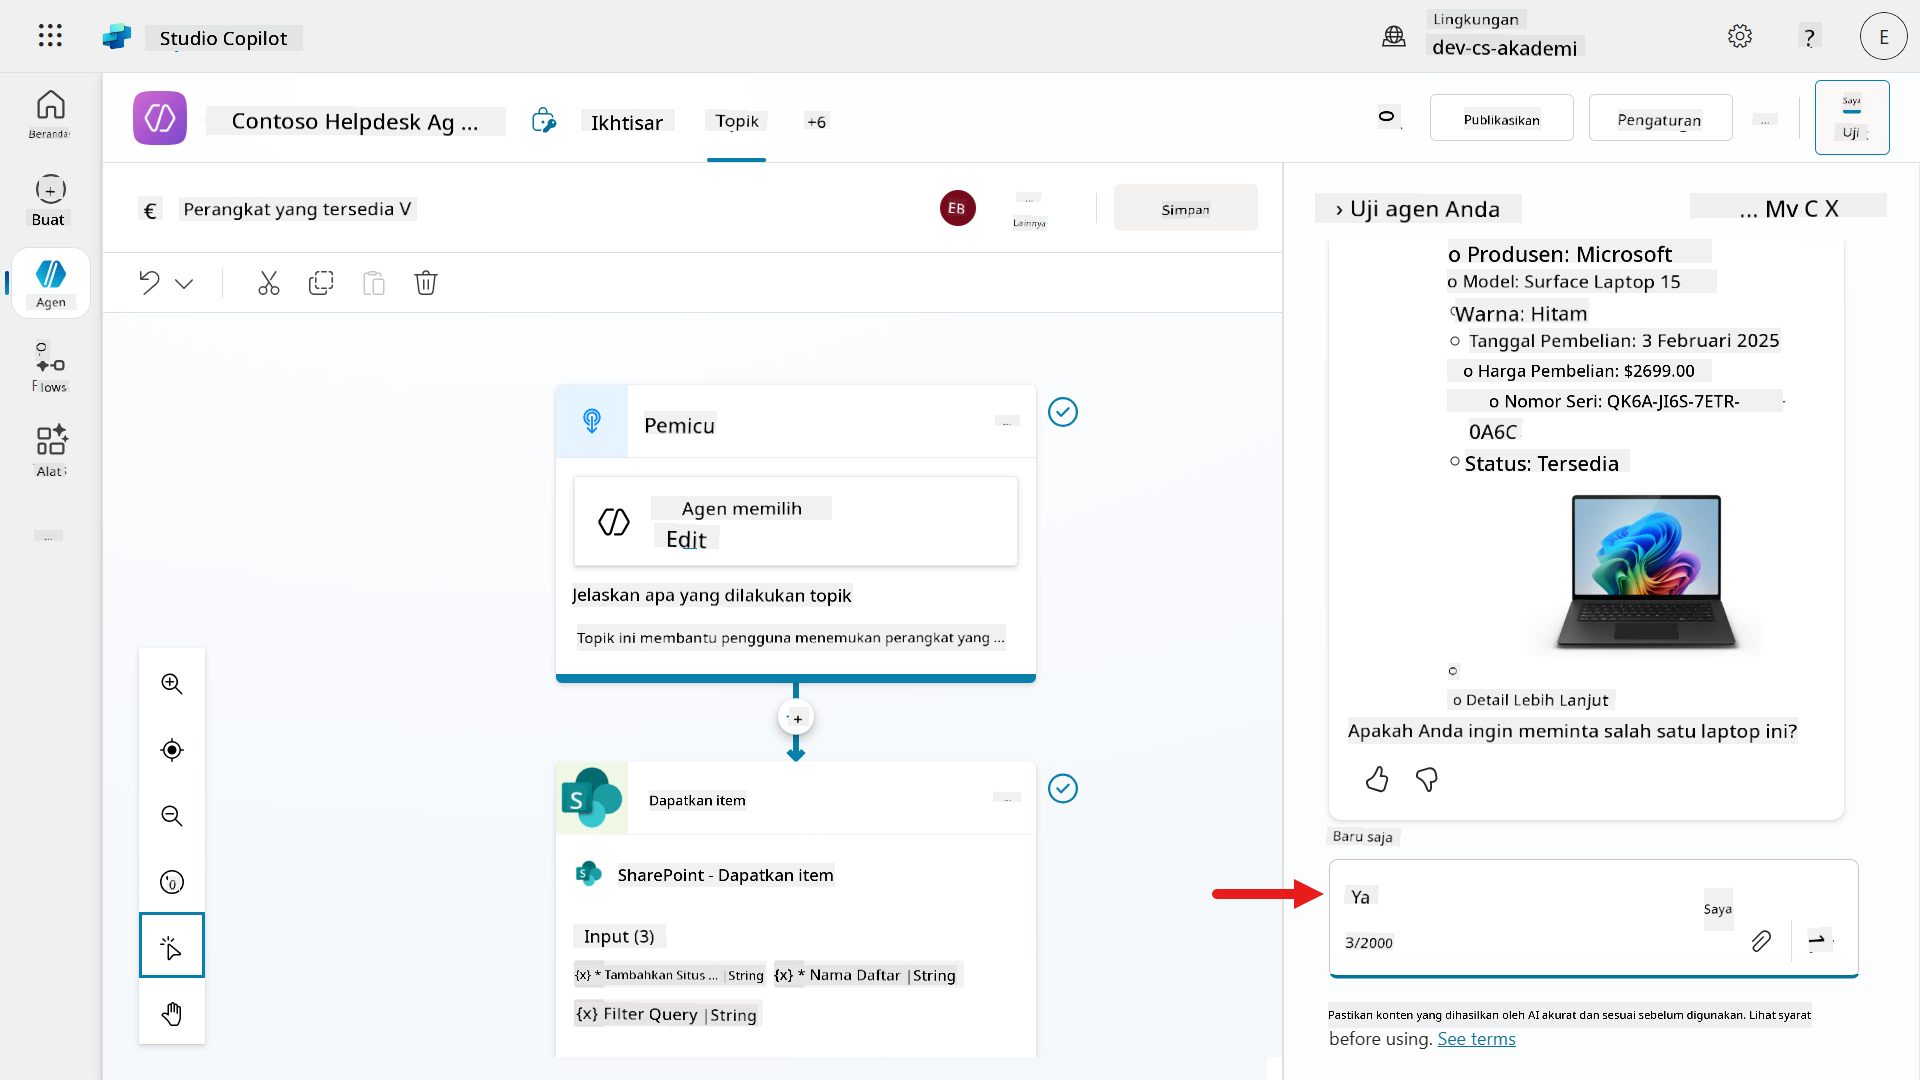 Studio Copilot
Lingkungan
dev-cs-akademi
?
E
Beranda
Buat
Agen
Flows
Alat
...
Contoso Helpdesk Ag ...
Ikhtisar
Topik
+6
Publikasikan
Pengaturan
...
Saya
Uji
€ Perangkat yang tersedia V
EB
...
Lainnya
Simpan
Pemicu
...
Agen memilih
Edit
Jelaskan apa yang dilakukan topik
Topik ini membantu pengguna menemukan perangkat yang ...
+
S
Dapatkan item
...
S
SharePoint - Dapatkan item
Input (3)
{x} * Tambahkan Situs ... |String
{x} * Nama Daftar |String
{x} Filter Query |String
› Uji agen Anda
... Mv C X
o Produsen: Microsoft
o Model: Surface Laptop 15
Warna: Hitam
o Tanggal Pembelian: 3 Februari 2025
o Harga Pembelian: $2699.00
o Nomor Seri: QK6A-JI6S-7ETR-
0A6C
o Status: Tersedia
o
o Detail Lebih Lanjut
Apakah Anda ingin meminta salah satu laptop ini?
Baru saja
Ya
Saya
3/2000
Pastikan konten yang dihasilkan oleh AI akurat dan sesuai sebelum digunakan. Lihat syarat
before using. See terms